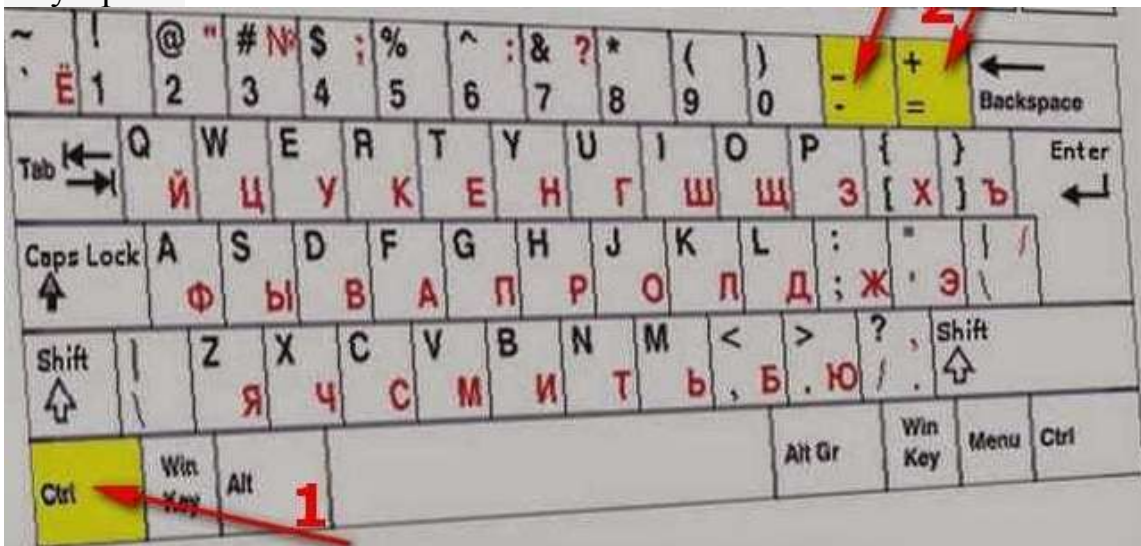 2
~ ! @ " # № $ ; % ^ : & ? * ( ) _ +
` Ё 1 2 3 4 5 6 7 8 9 0 - = Backspace
Tab Q W E R T Y U I O P { } Enter
Й Ц У К Е Н Г Ш Щ З [ Х ] Ъ
Caps Lock A S D F G H J K L : " | /
Ф Ы В А П Р О Л Д ; Ж ' Э \
Shift | Z X C V B N M < > ? , Shift
\ Я Ч С М И Т Ь , Б . Ю / .
Ctrl Win Key Alt 1 Alt Gr Win Key Menu Ctrl